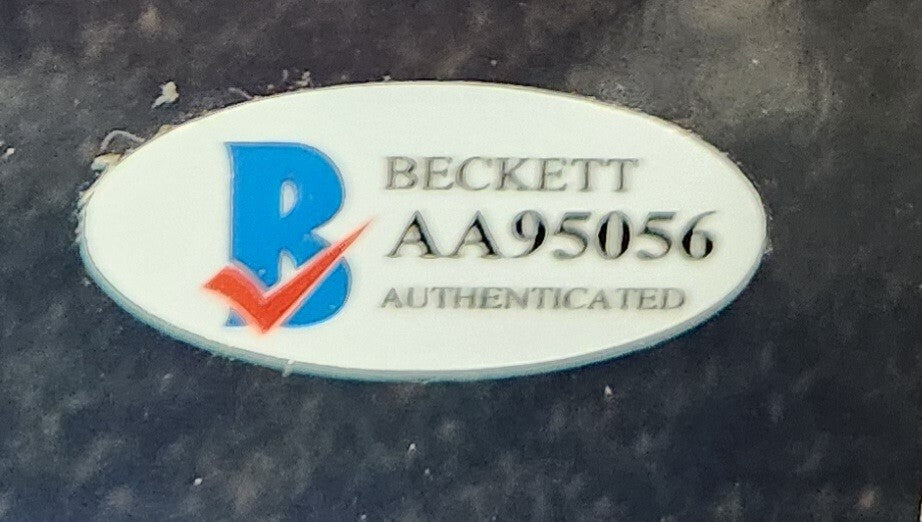 B
BECKETT
AA95056
AUTHENTICATED